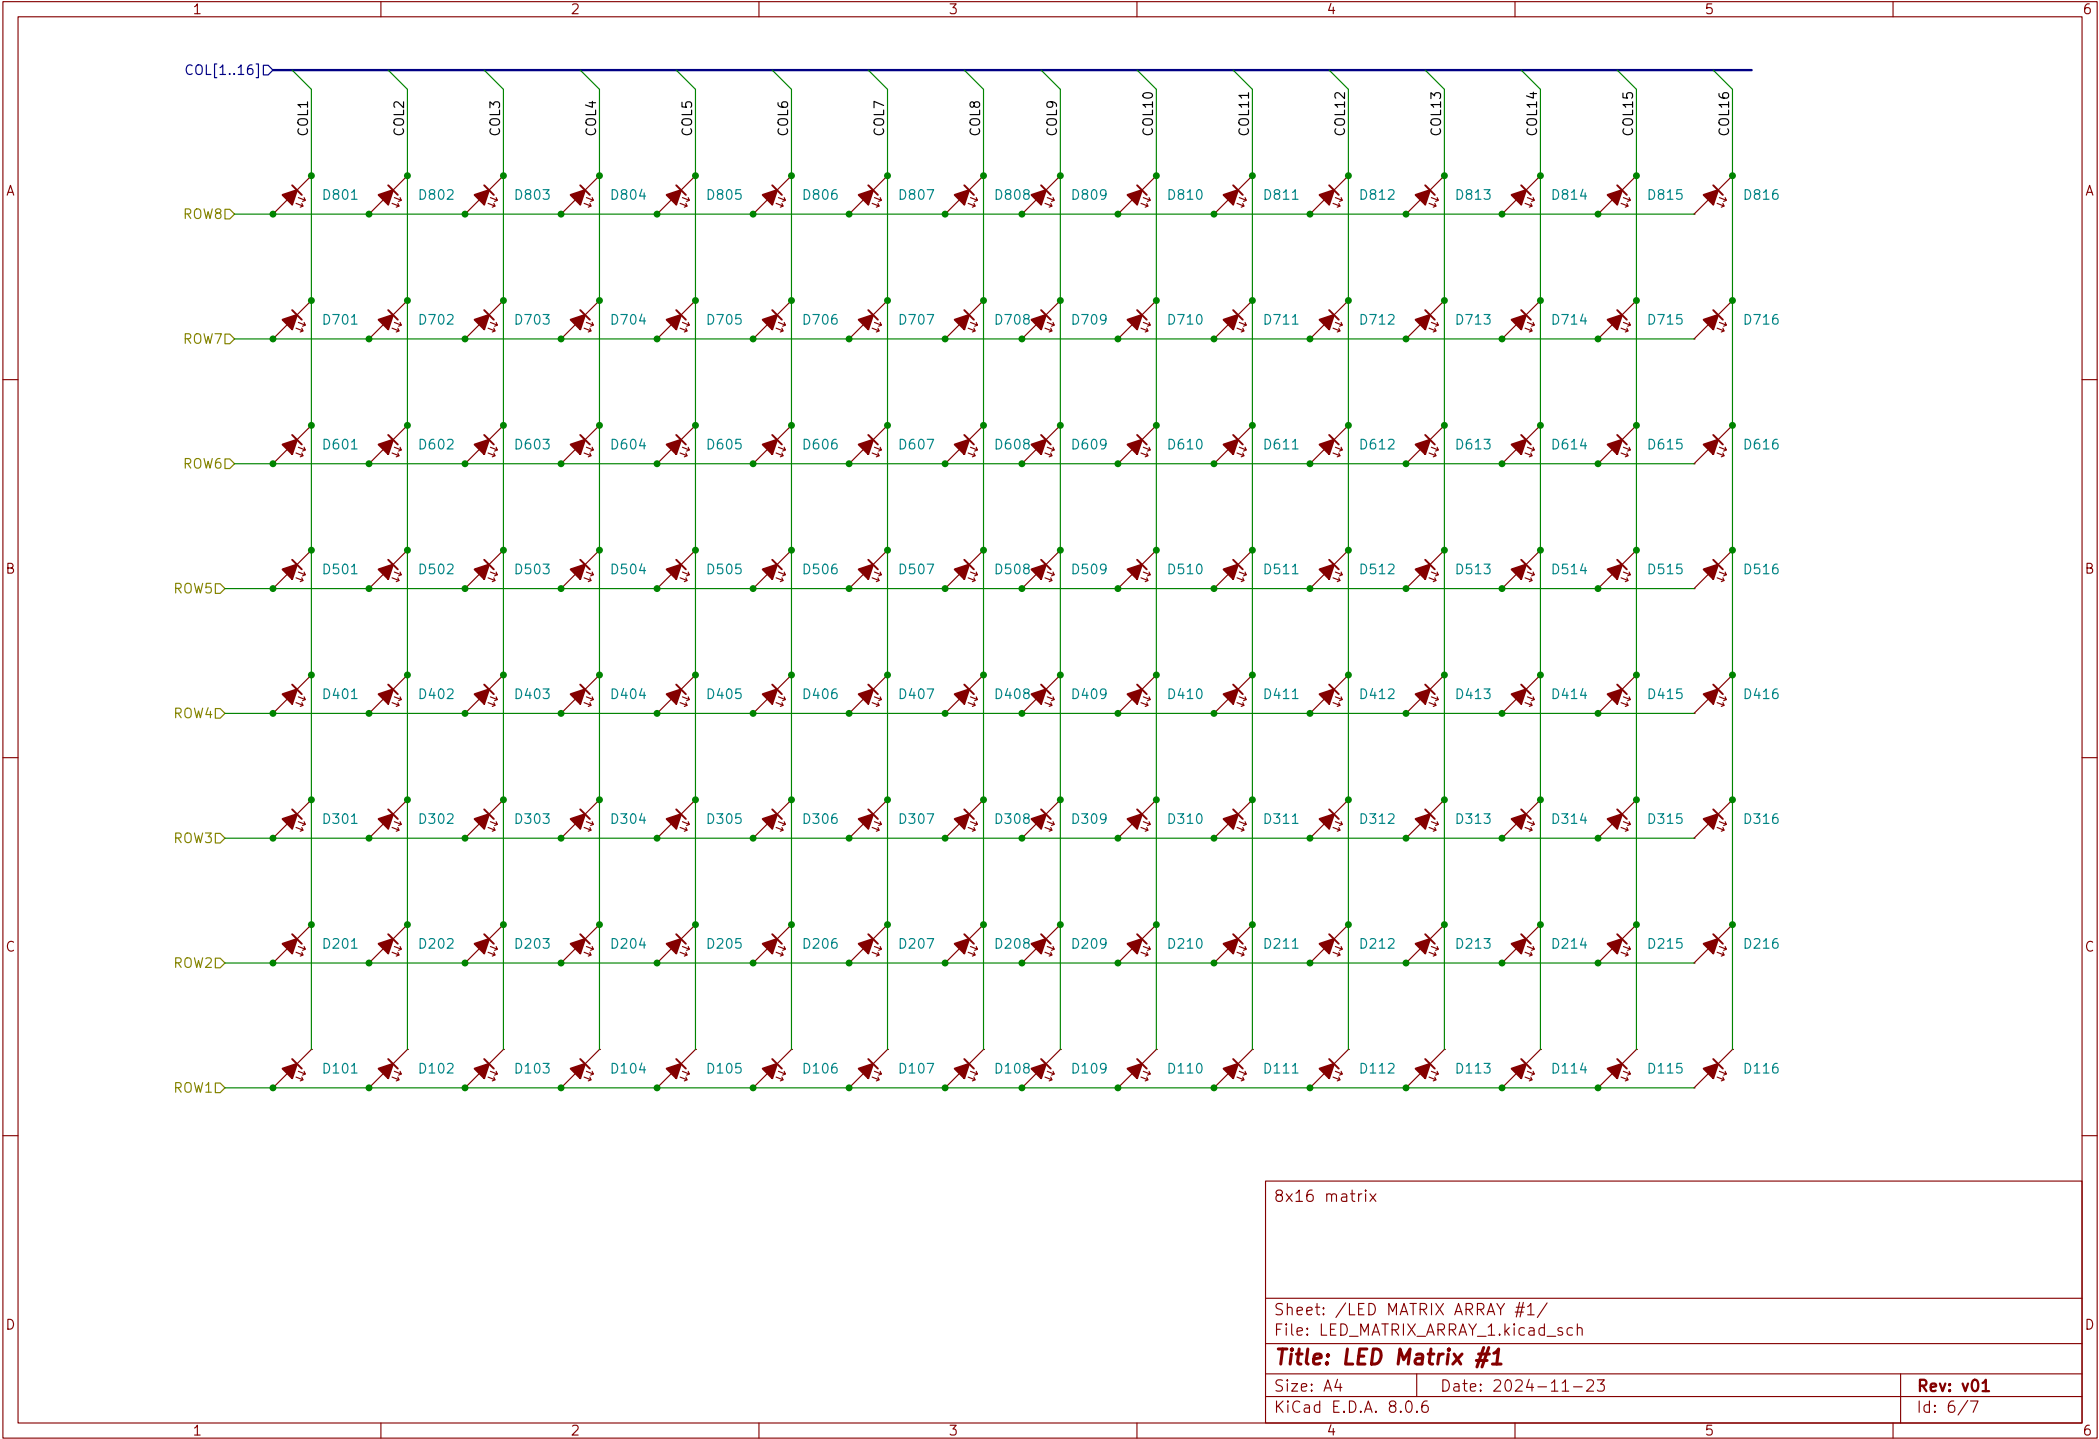 1 2 3 4 5 6
COL[1..16]
COL1 COL2 COL3 COL4 COL5 COL6 COL7 COL8 COL9 COL10 COL11 COL12 COL13 COL14 COL15 COL16
A A
D801 D802 D803 D804 D805 D806 D807 D808 D809 D810 D811 D812 D813 D814 D815 D816
ROW8
D701 D702 D703 D704 D705 D706 D707 D708 D709 D710 D711 D712 D713 D714 D715 D716
ROW7
D601 D602 D603 D604 D605 D606 D607 D608 D609 D610 D611 D612 D613 D614 D615 D616
ROW6
B B
D501 D502 D503 D504 D505 D506 D507 D508 D509 D510 D511 D512 D513 D514 D515 D516
ROW5
D401 D402 D403 D404 D405 D406 D407 D408 D409 D410 D411 D412 D413 D414 D415 D416
ROW4
D301 D302 D303 D304 D305 D306 D307 D308 D309 D310 D311 D312 D313 D314 D315 D316
ROW3
C C
D201 D202 D203 D204 D205 D206 D207 D208 D209 D210 D211 D212 D213 D214 D215 D216
ROW2
D101 D102 D103 D104 D105 D106 D107 D108 D109 D110 D111 D112 D113 D114 D115 D116
ROW1
8x16 matrix
Sheet: /LED MATRIX ARRAY #1/
D D
File: LED_MATRIX_ARRAY_1.kicad_sch
Title: LED Matrix #1
Size: A4 Date: 2024-11-23 Rev: v01
KiCad E.D.A. 8.0.6 Id: 6/7
1 2 3 4 5 6